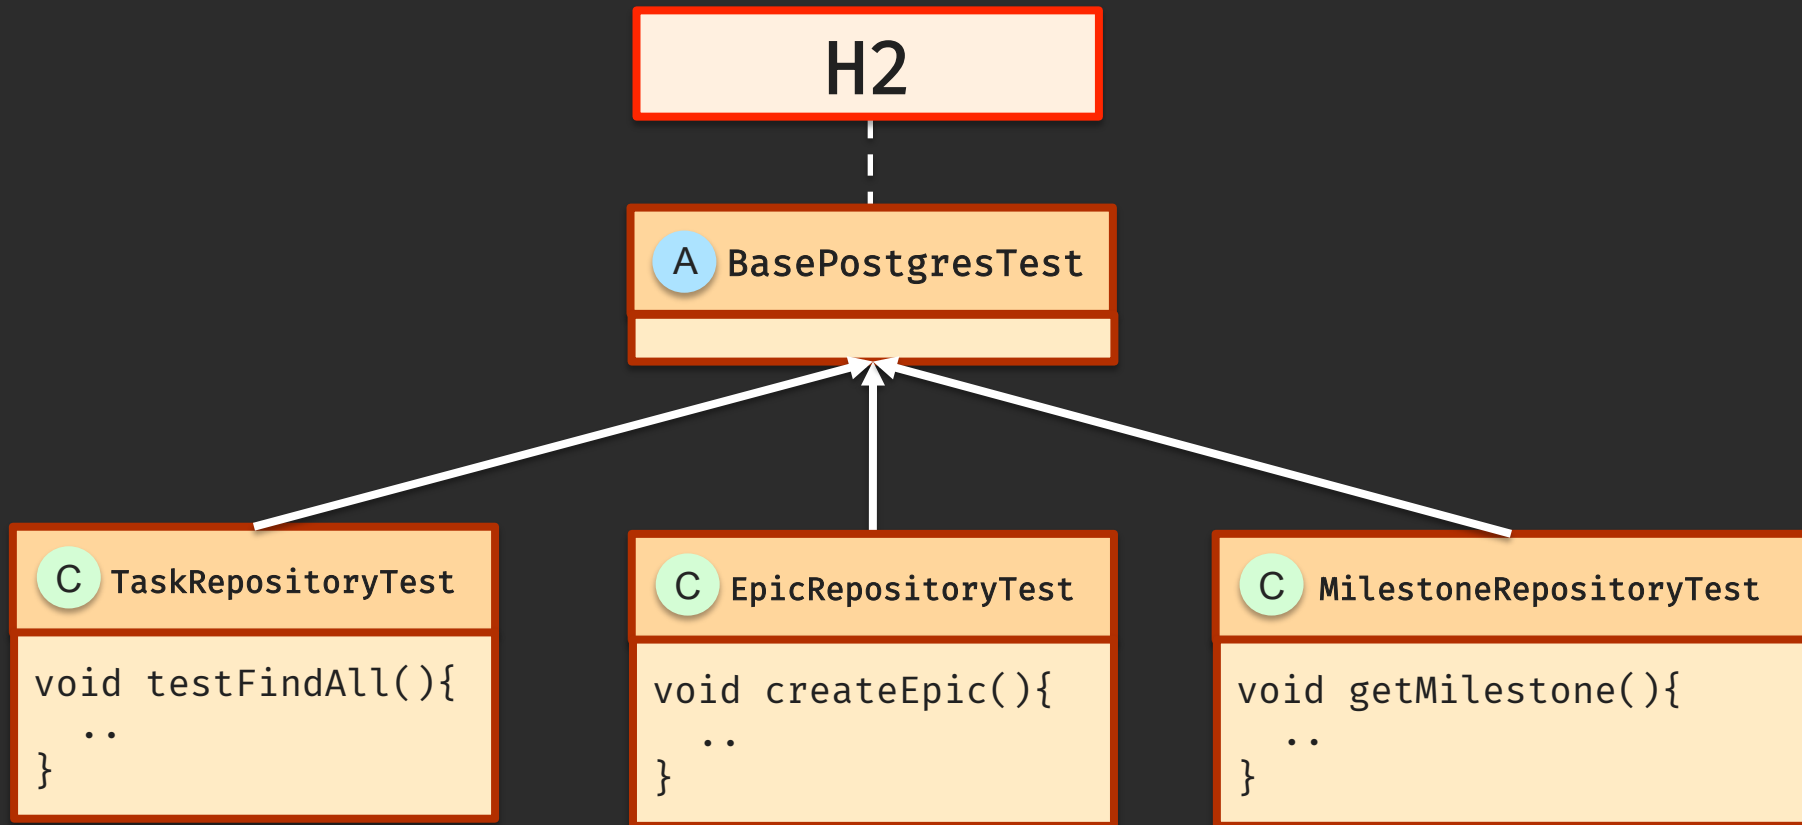 H2
A BasePostgresTest
C TaskRepositoryTest
void testFindAll(){
..
}
C EpicRepositoryTest
void createEpic(){
..
}
C MilestoneRepositoryTest
void getMilestone(){
..
}